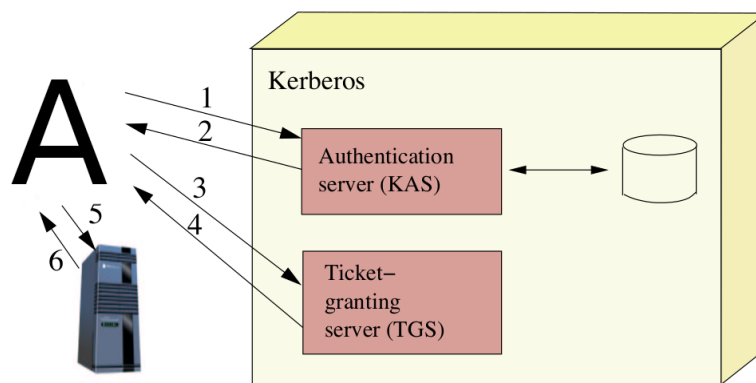 Kerberos
A
1
2
Authentication
server (KAS)
3
4
5
6
Ticket-
granting
server (TGS)